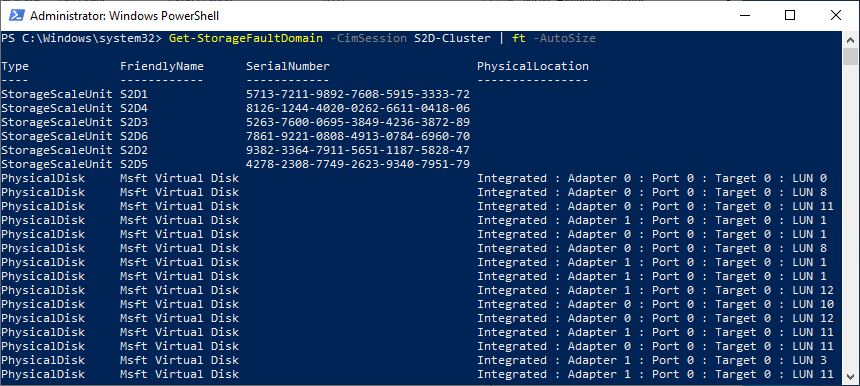 Administrator: Windows PowerShell
PS C:\Windows\system32> Get-StorageFaultDomain -CimSession S2D-Cluster | ft -AutoSize
Type FriendlyName SerialNumber PhysicalLocation
---- ------------ ------------ ----------------
StorageScaleUnit S2D1 5713-7211-9892-7608-5915-3333-72
StorageScaleUnit S2D4 8126-1244-4020-0262-6611-0418-06
StorageScaleUnit S2D3 5263-7600-0695-3849-4236-3872-89
StorageScaleUnit S2D6 7861-9221-0808-4913-0784-6960-70
StorageScaleUnit S2D2 9382-3364-7911-5651-1187-5828-47
StorageScaleUnit S2D5 4278-2308-7749-2623-9340-7951-79
PhysicalDisk Msft Virtual Disk Integrated : Adapter 0 : Port 0 : Target 0 : LUN 0
PhysicalDisk Msft Virtual Disk Integrated : Adapter 0 : Port 0 : Target 0 : LUN 8
PhysicalDisk Msft Virtual Disk Integrated : Adapter 0 : Port 0 : Target 0 : LUN 11
PhysicalDisk Msft Virtual Disk Integrated : Adapter 1 : Port 0 : Target 0 : LUN 1
PhysicalDisk Msft Virtual Disk Integrated : Adapter 0 : Port 0 : Target 0 : LUN 1
PhysicalDisk Msft Virtual Disk Integrated : Adapter 0 : Port 0 : Target 0 : LUN 8
PhysicalDisk Msft Virtual Disk Integrated : Adapter 1 : Port 0 : Target 0 : LUN 1
PhysicalDisk Msft Virtual Disk Integrated : Adapter 1 : Port 0 : Target 0 : LUN 1
PhysicalDisk Msft Virtual Disk Integrated : Adapter 1 : Port 0 : Target 0 : LUN 12
PhysicalDisk Msft Virtual Disk Integrated : Adapter 0 : Port 0 : Target 0 : LUN 10
PhysicalDisk Msft Virtual Disk Integrated : Adapter 0 : Port 0 : Target 0 : LUN 12
PhysicalDisk Msft Virtual Disk Integrated : Adapter 1 : Port 0 : Target 0 : LUN 11
PhysicalDisk Msft Virtual Disk Integrated : Adapter 0 : Port 0 : Target 0 : LUN 11
PhysicalDisk Msft Virtual Disk Integrated : Adapter 1 : Port 0 : Target 0 : LUN 3
PhysicalDisk Msft Virtual Disk Integrated : Adapter 1 : Port 0 : Target 0 : LUN 11